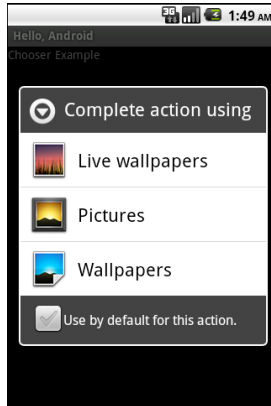 3G 1:49 AM
Hello, Android
Chooser Example
Complete action using
Live wallpapers
Pictures
Wallpapers
Use by default for this action.